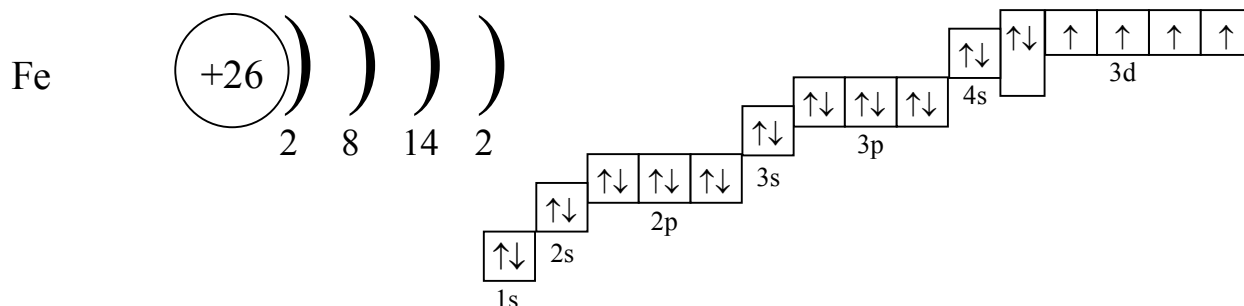 Fe +26 2 8 14 2
↑↓ 1s
↑↓ 2s
↑↓ ↑↓ ↑↓ 2p
↑↓ 3s
↑↓ ↑↓ ↑↓ 3p
↑↓ 4s
↑↓ ↑ ↑ ↑ ↑ 3d